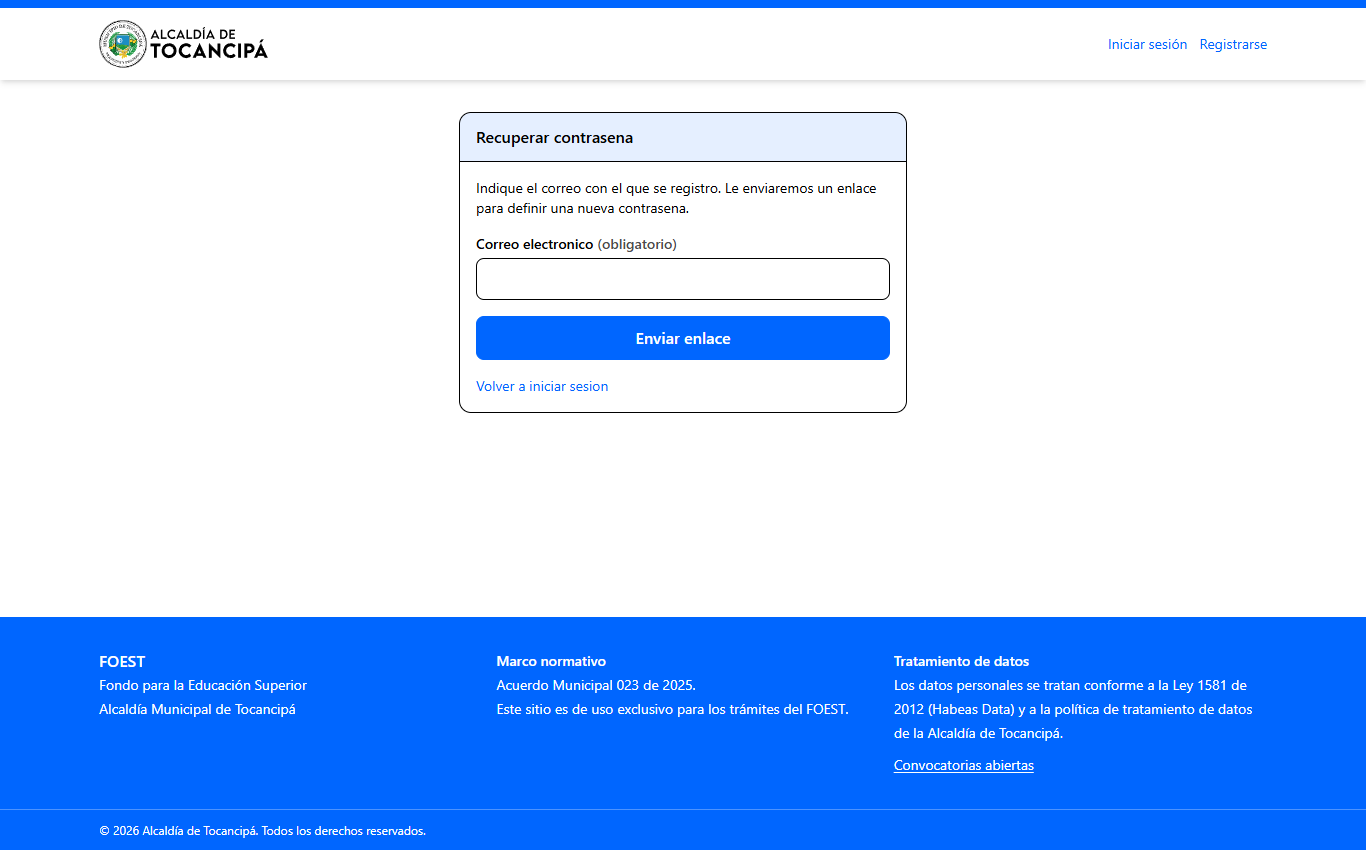 ALCALDÍA DE
TOCANCIPÁ
Iniciar sesión Registrarse
Recuperar contrasena
Indique el correo con el que se registro. Le enviaremos un enlace
para definir una nueva contrasena.
Correo electronico (obligatorio)
Enviar enlace
Volver a iniciar sesion
FOEST
Fondo para la Educación Superior
Alcaldía Municipal de Tocancipá
Marco normativo
Acuerdo Municipal 023 de 2025.
Este sitio es de uso exclusivo para los trámites del FOEST.
Tratamiento de datos
Los datos personales se tratan conforme a la Ley 1581 de
2012 (Habeas Data) y a la política de tratamiento de datos
de la Alcaldía de Tocancipá.
Convocatorias abiertas
© 2026 Alcaldía de Tocancipá. Todos los derechos reservados.